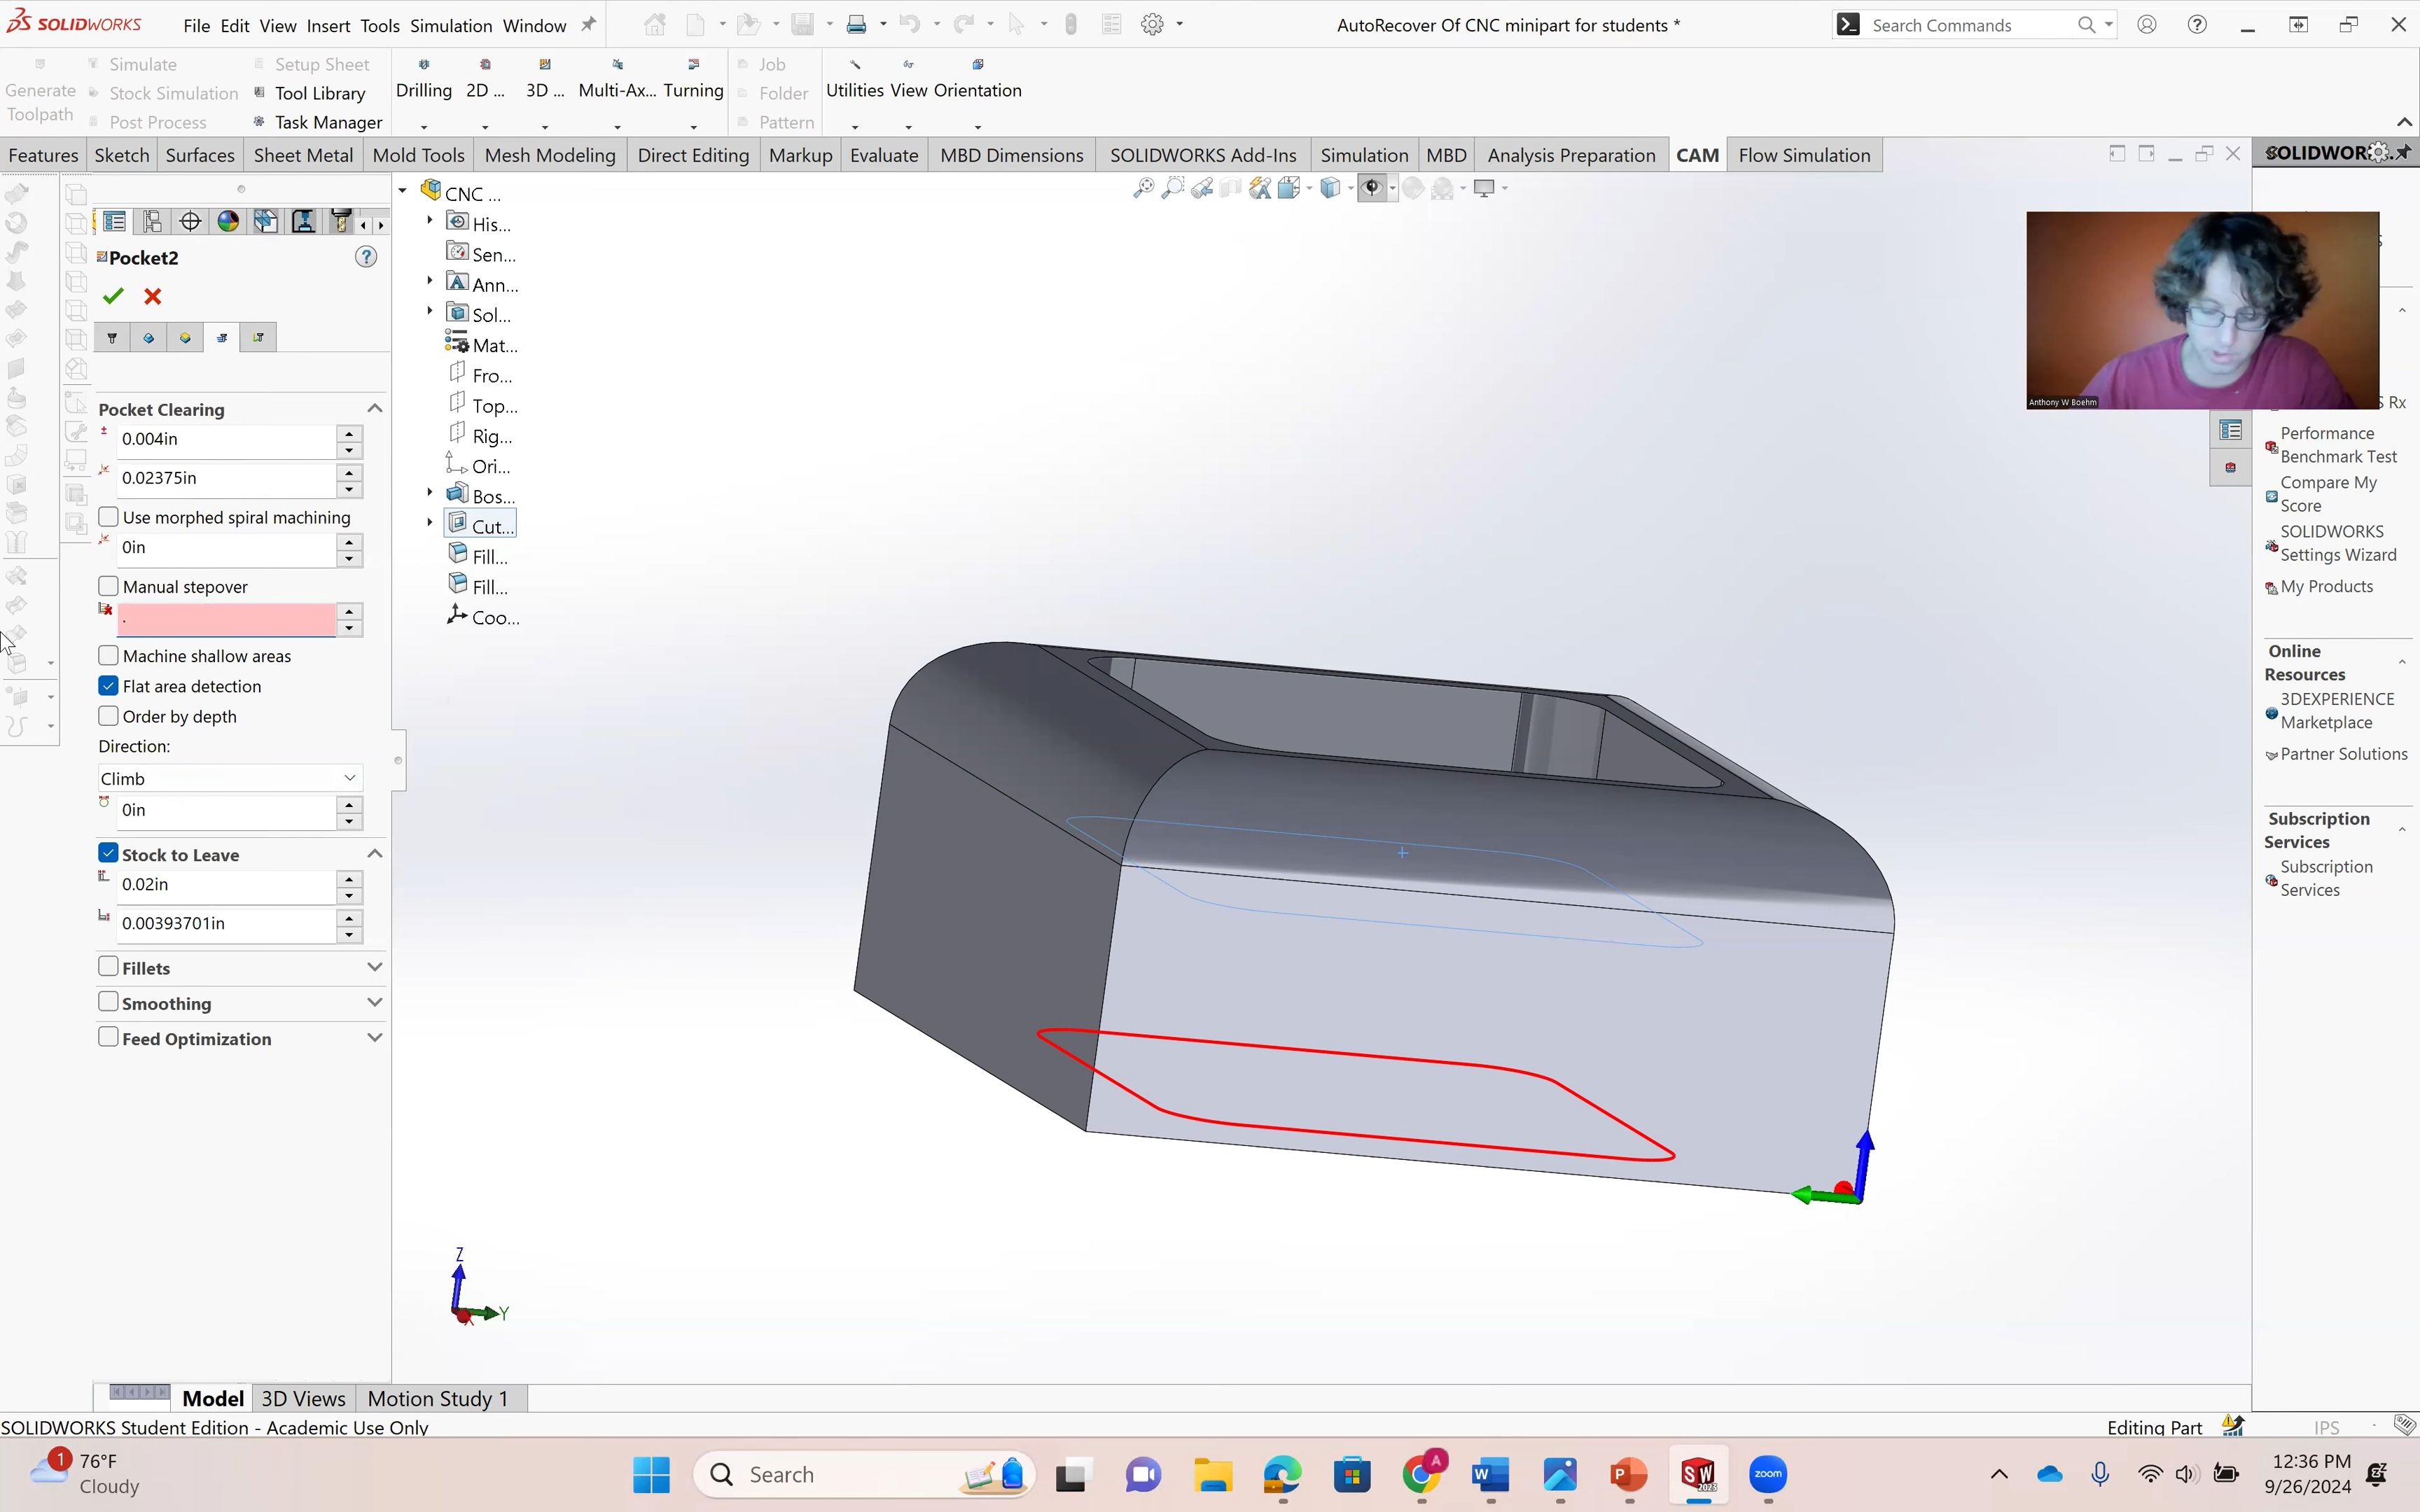 SOLIDWORKS File Edit View Insert Tools Simulation Window
AutoRecover Of CNC minipart for students *
Search Commands
Generate Toolpath
Simulate
Stock Simulation
Post Process
Setup Sheet
Tool Library
Task Manager
Drilling 2D ... 3D ... Multi-Ax... Turning
Job
Folder
Pattern
Utilities View Orientation
Features Sketch Surfaces Sheet Metal Mold Tools Mesh Modeling Direct Editing Markup Evaluate MBD Dimensions SOLIDWORKS Add-Ins Simulation MBD Analysis Preparation CAM Flow Simulation
Pocket2
Pocket Clearing
0.004in
0.02375in
Use morphed spiral machining
0in
Manual stepover
.
Machine shallow areas
Flat area detection
Order by depth
Direction:
Climb
0in
Stock to Leave
0.02in
0.00393701in
Fillets
Smoothing
Feed Optimization
CNC ...
His...
Sen...
Ann...
Sol...
Mat...
Fro...
Top...
Rig...
Ori...
Bos...
Cut...
Fill...
Fill...
Coo...
Z
Y
X
Anthony W Boehm
Rx
Performance
Benchmark Test
Compare My
Score
SOLIDWORKS
Settings Wizard
My Products
Online
Resources
3DEXPERIENCE
Marketplace
Partner Solutions
Subscription
Services
Subscription
Services
Model 3D Views Motion Study 1
SOLIDWORKS Student Edition - Academic Use Only
Editing Part
IPS
-
1
76°F
Cloudy
Search
A
W
P
SW
2023
zoom
12:36 PM
9/26/2024